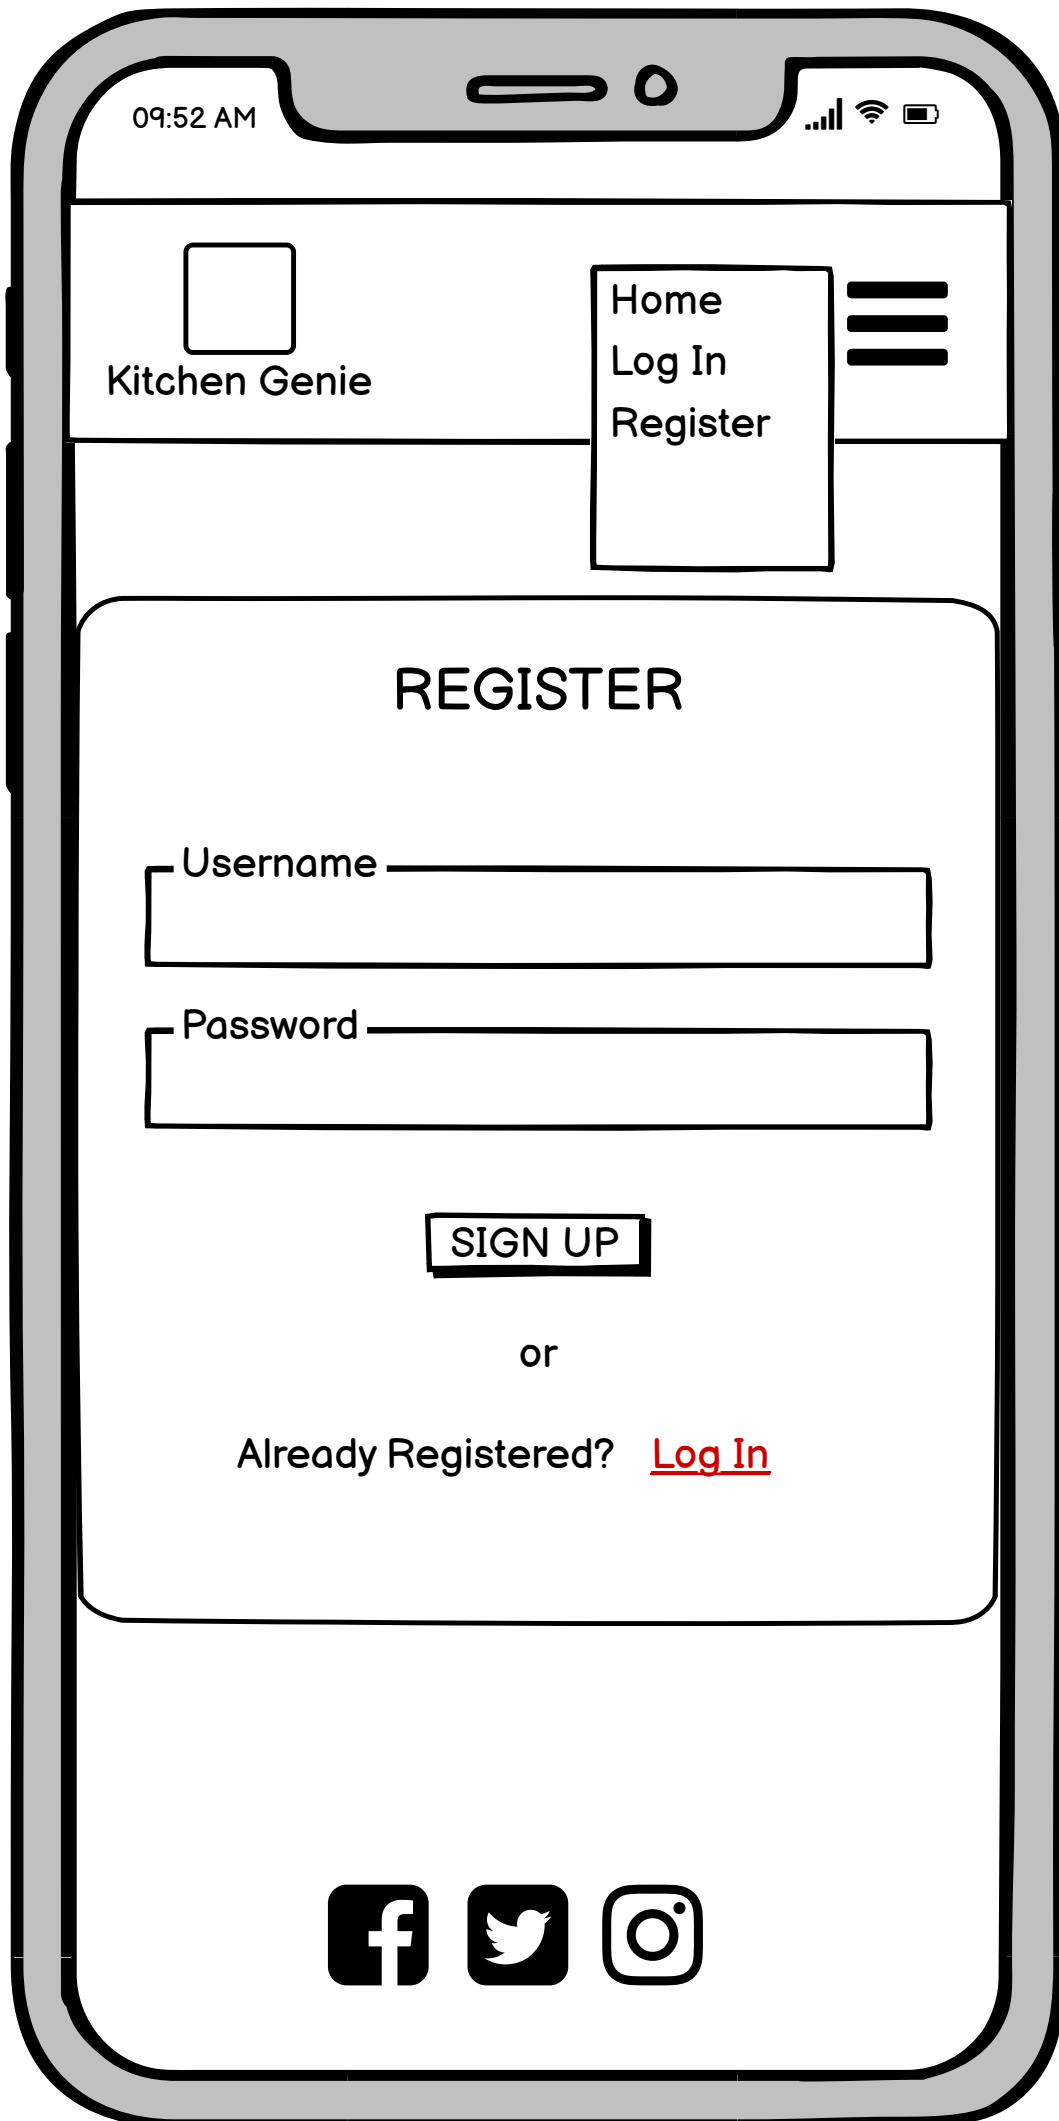 09:52 AM
Kitchen Genie
Home
Log In
Register
REGISTER
Username
Password
SIGN UP
or
Already Registered? Log In